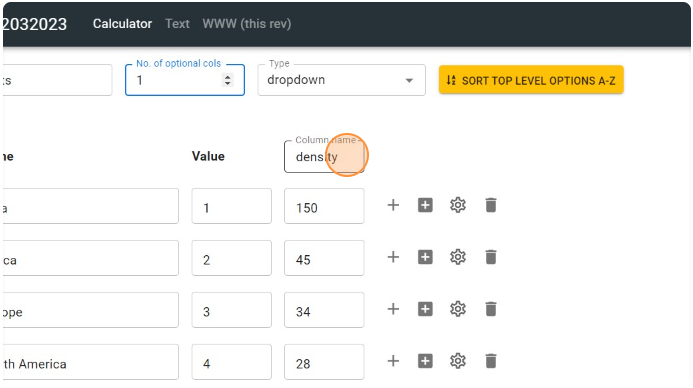 2032023 Calculator Text WWW (this rev)
No. of optional cols Type
ts 1 dropdown SORT TOP LEVEL OPTIONS A-Z
Column name
ne Value density
a 1 150
ca 2 45
ope 3 34
th America 4 28